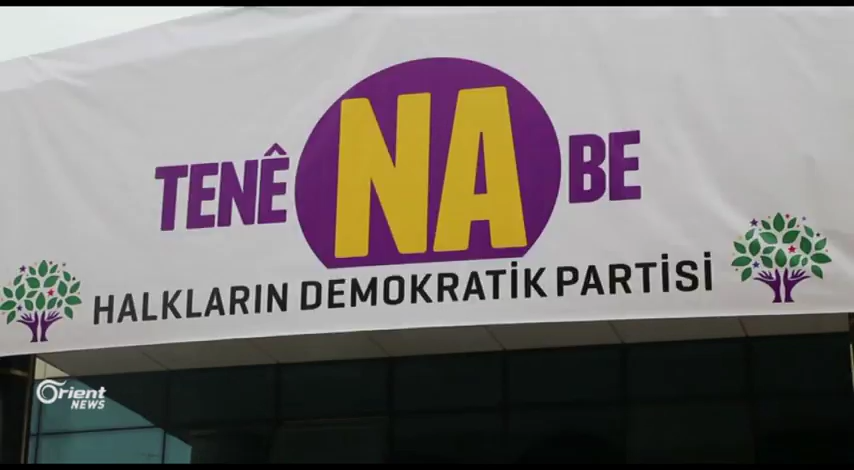 TENÊ NA BE
HALKLARIN DEMOKRATİK PARTİSİ
Orient
NEWS